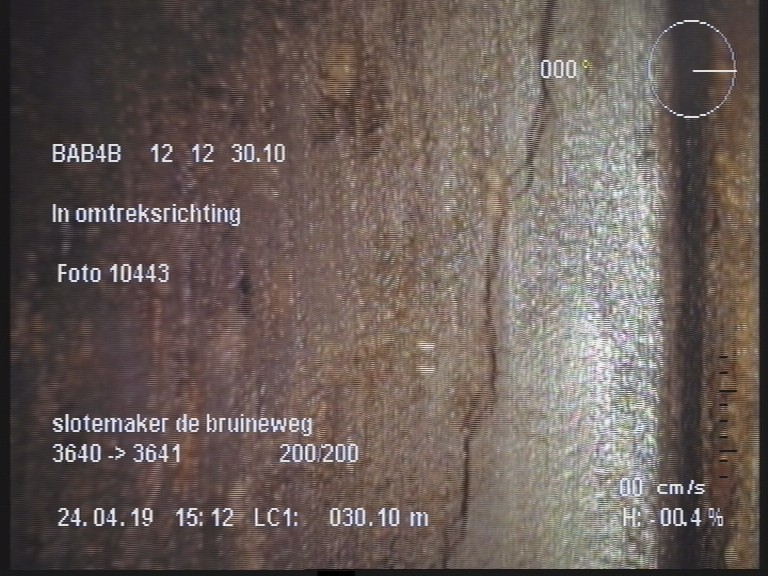 000°
BAB4B 12 12 30.10
In omtreksrichting
Foto 10443
slotemaker de bruineweg
3640 -> 3641 200/200
00 cm/s
24.04.19 15:12 LC1: 030.10 m H: -00.4 %